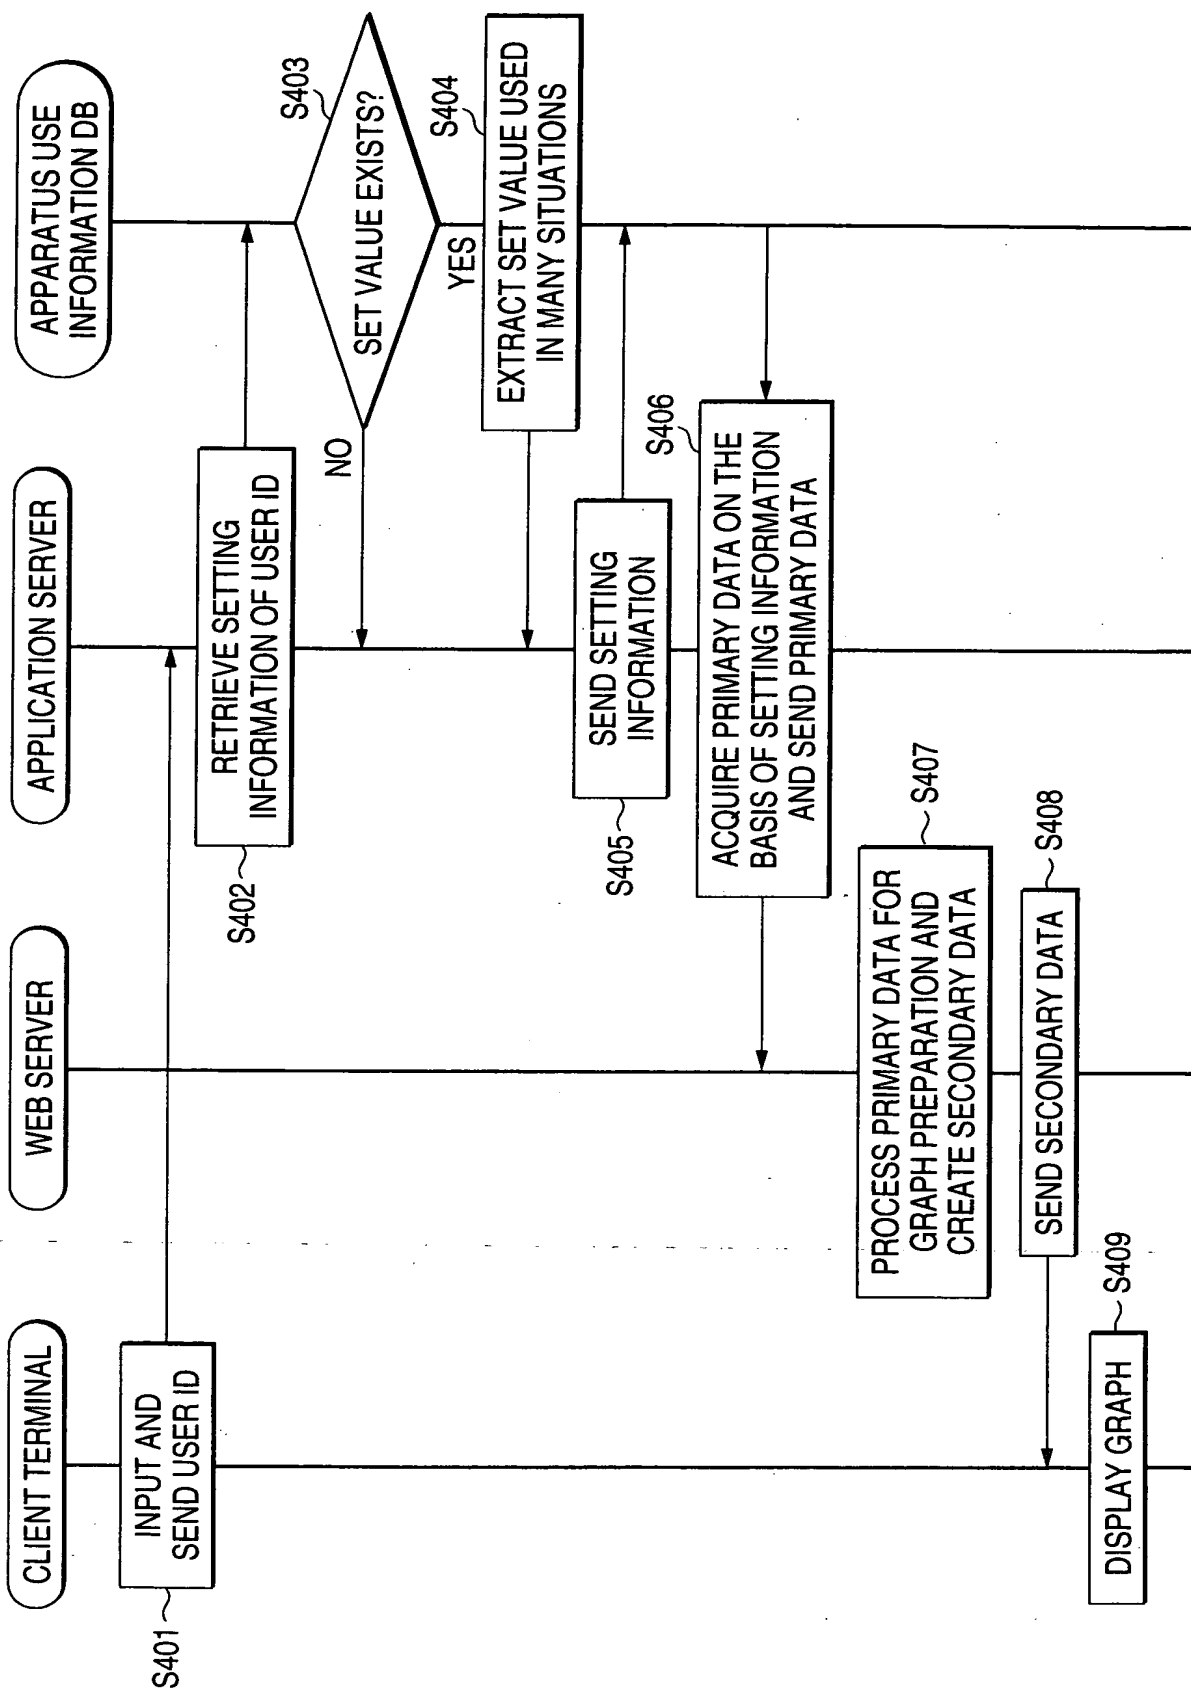 CLIENT TERMINAL
WEB SERVER
APPLICATION SERVER
APPARATUS USE
INFORMATION DB
S401
INPUT AND
SEND USER ID
S402
RETRIEVE SETTING
INFORMATION OF USER ID
S403
SET VALUE EXISTS?
NO
YES
S404
EXTRACT SET VALUE USED
IN MANY SITUATIONS
S405
SEND SETTING
INFORMATION
S406
ACQUIRE PRIMARY DATA ON THE
BASIS OF SETTING INFORMATION
AND SEND PRIMARY DATA
S407
PROCESS PRIMARY DATA FOR
GRAPH PREPARATION AND
CREATE SECONDARY DATA
S408
SEND SECONDARY DATA
S409
DISPLAY GRAPH